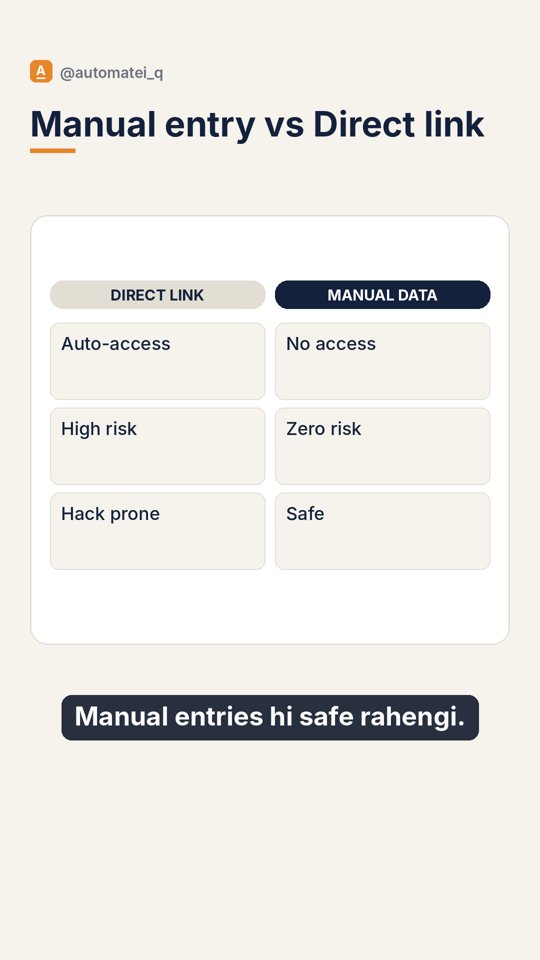 A
@automatei_q
Manual entry vs Direct link
DIRECT LINK
MANUAL DATA
Auto-access
No access
High risk
Zero risk
Hack prone
Safe
Manual entries hi safe rahengi.